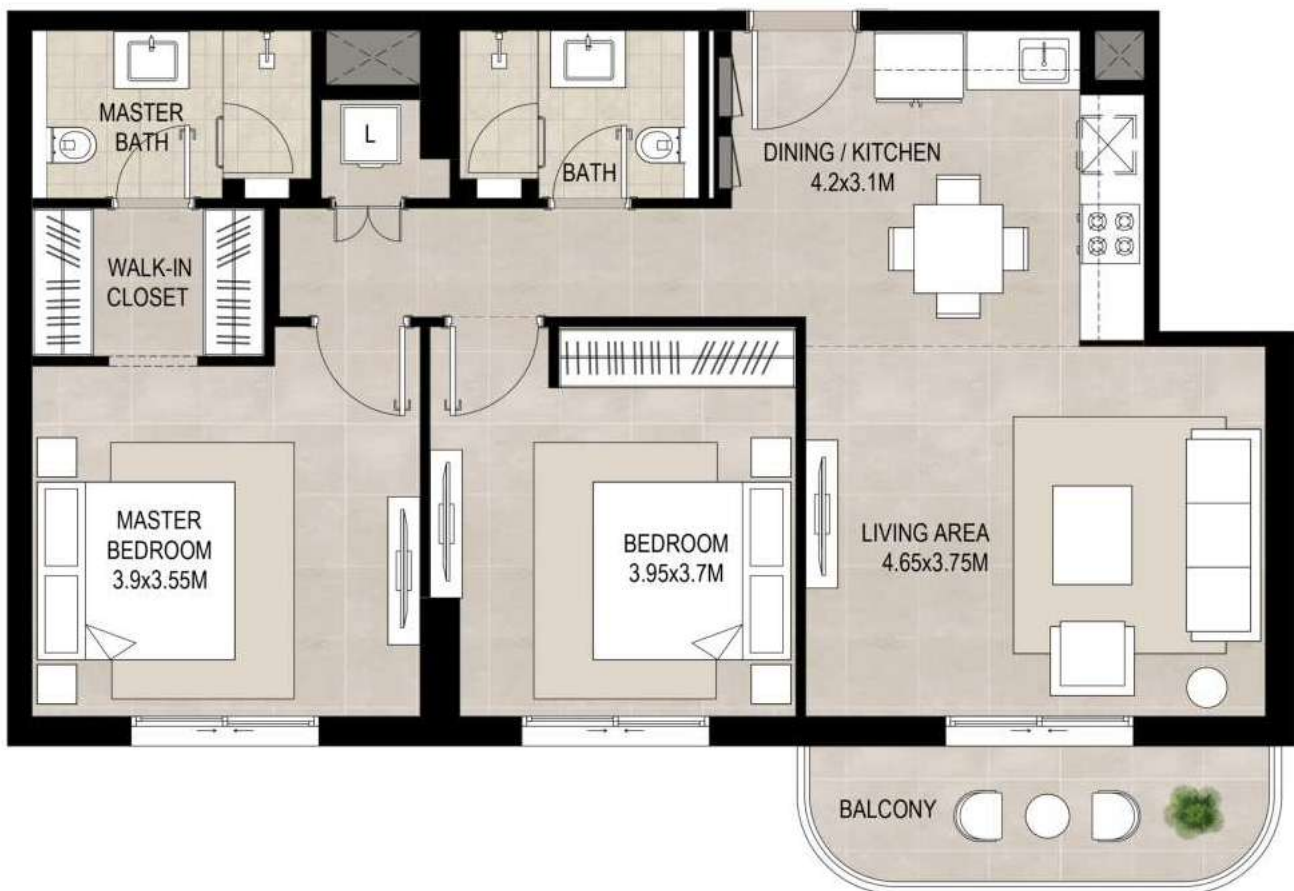 MASTER
BATH
L
BATH
DINING / KITCHEN
4.2x3.1M
WALK-IN
CLOSET
MASTER
BEDROOM
3.9x3.55M
BEDROOM
3.95x3.7M
LIVING AREA
4.65x3.75M
BALCONY